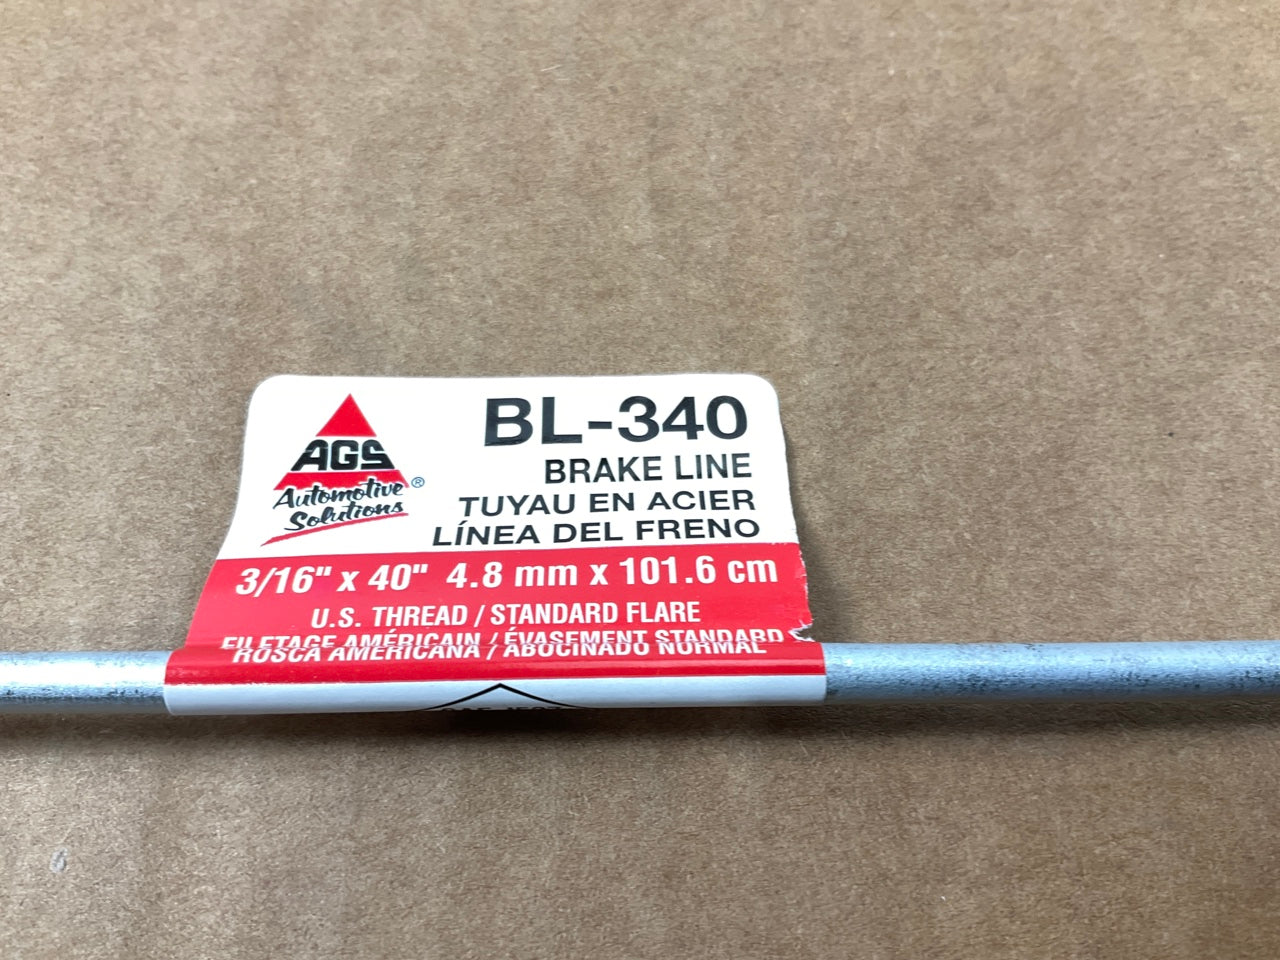 AGS
Automotive
Solutions®
BL-340
BRAKE LINE
TUYAU EN ACIER
LÍNEA DEL FRENO
3/16" x 40" 4.8 mm x 101.6 cm
U.S. THREAD / STANDARD FLARE
FILETAGE AMÉRICAIN / ÉVASEMENT STANDARD
ROSCA AMERICANA / ABOCINADO NORMAL